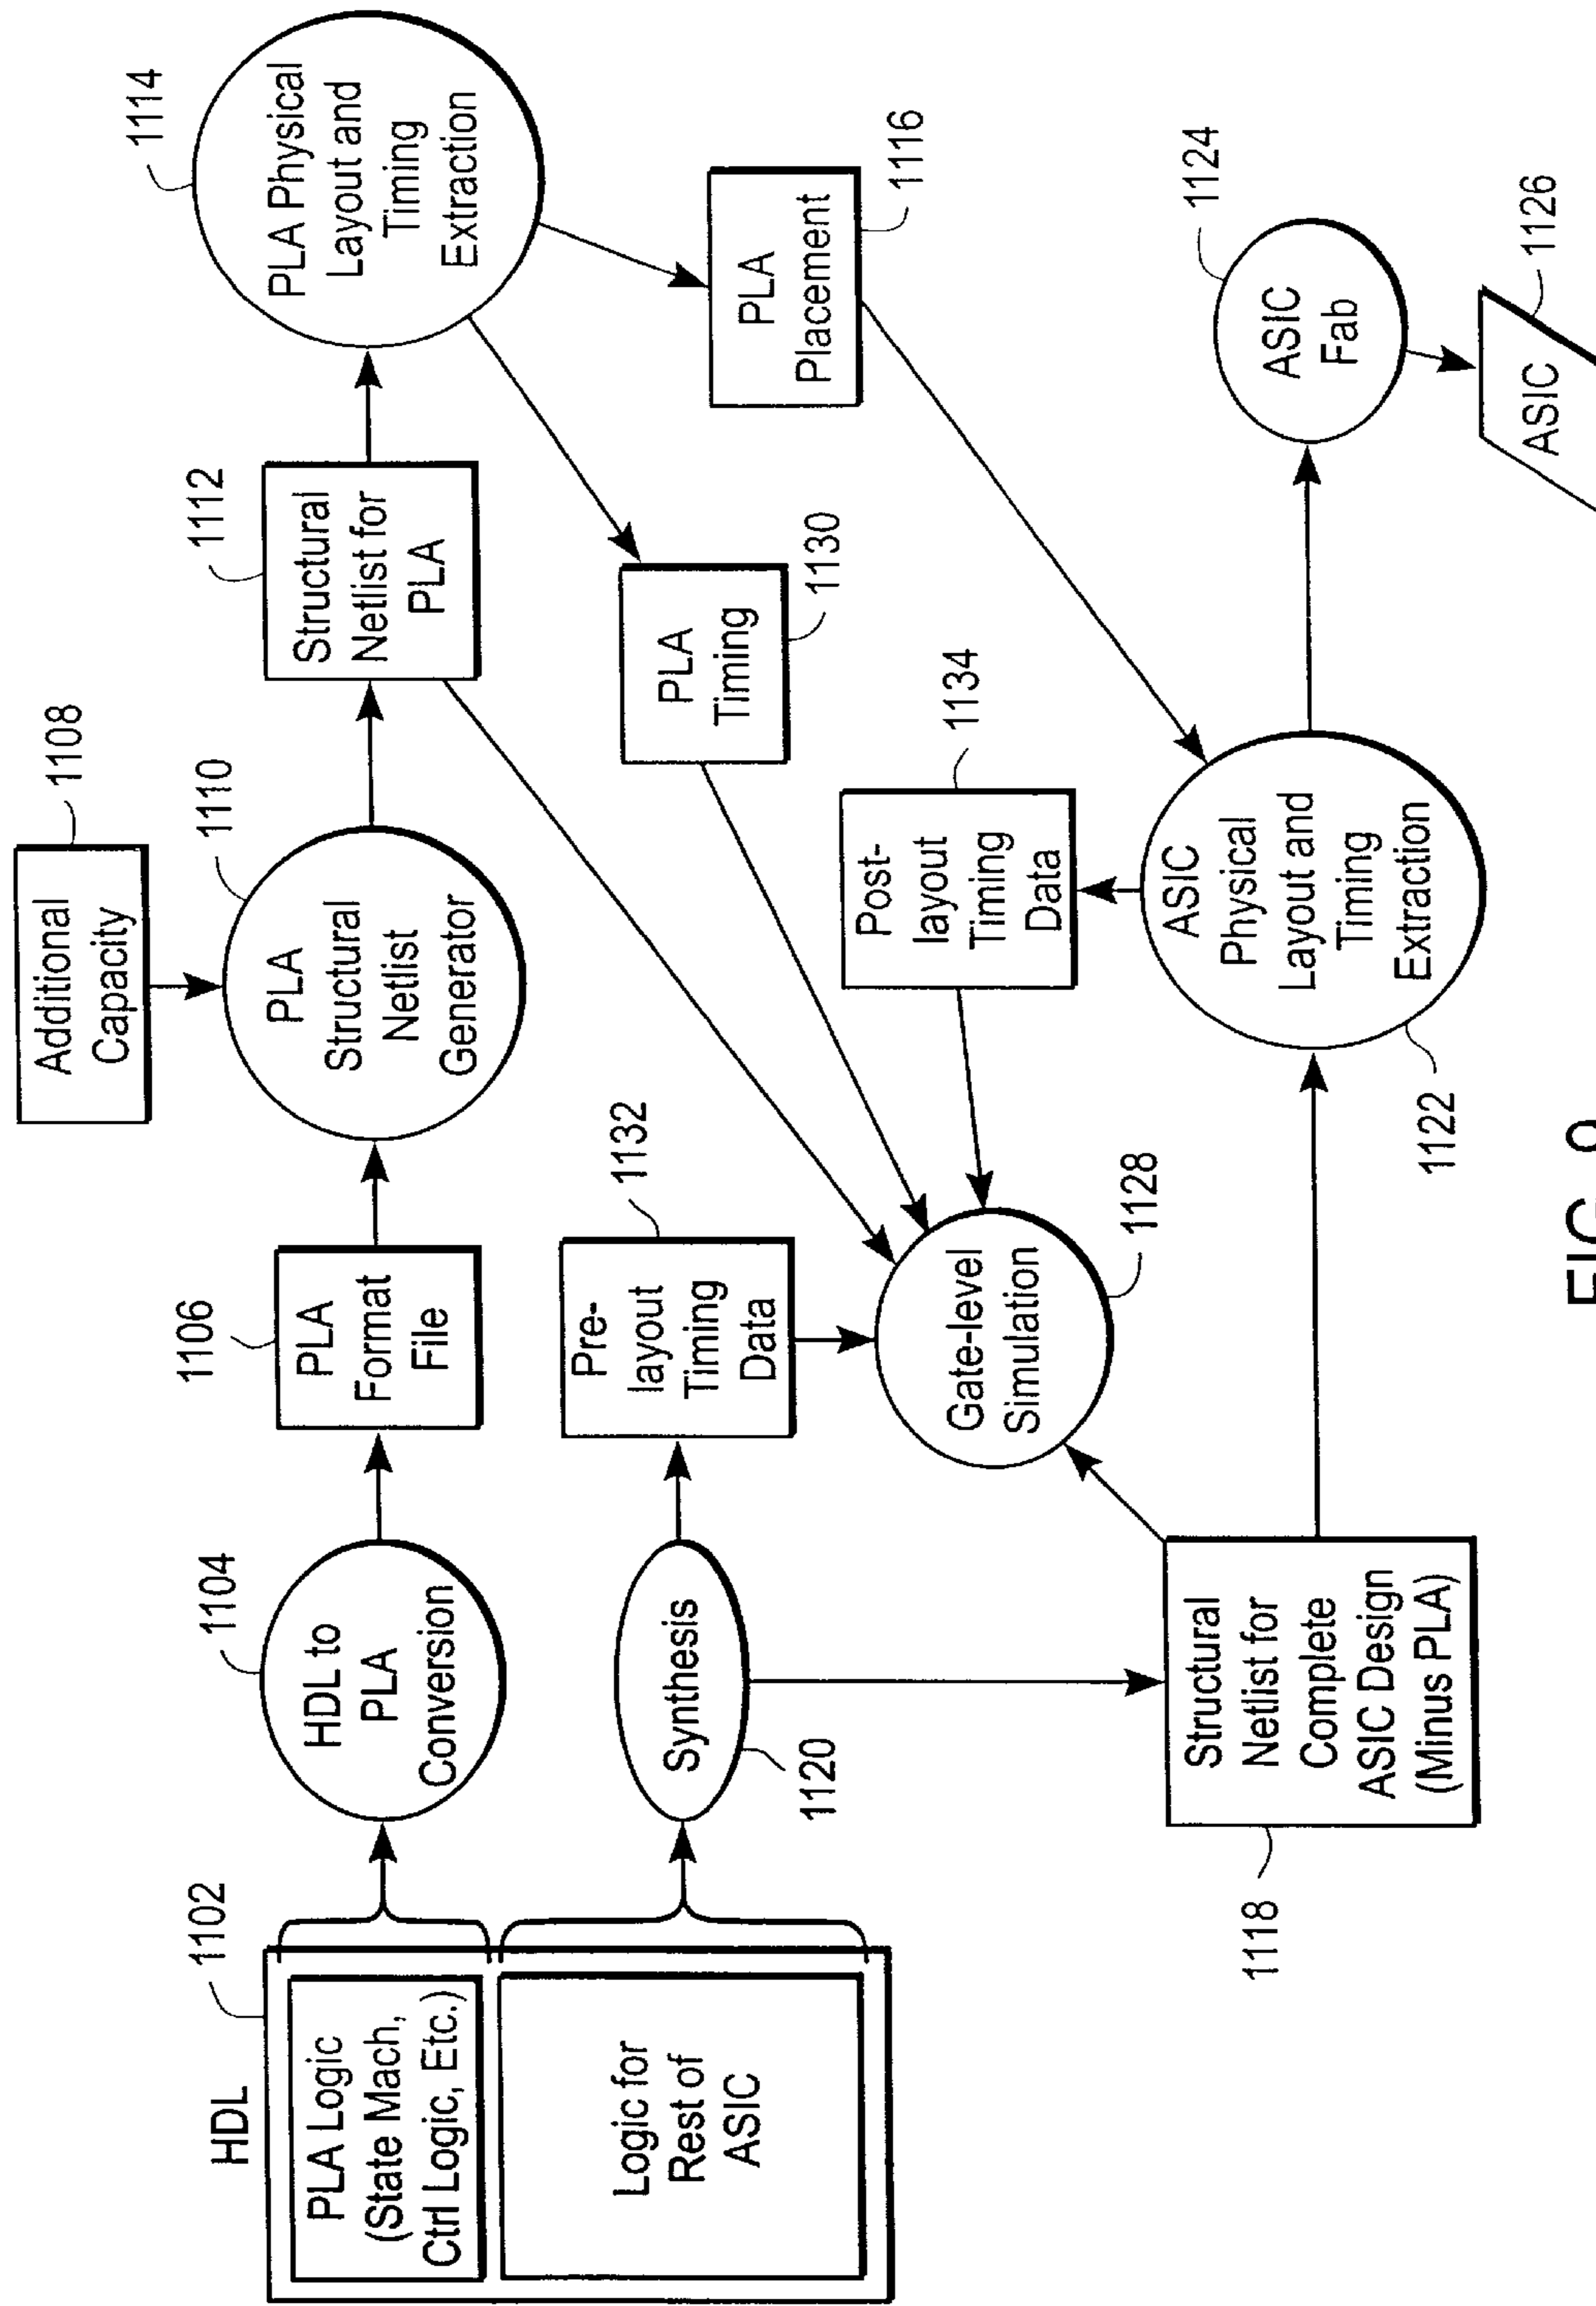 HDL
1102
PLA Logic
(State Mach,
Ctrl Logic, Etc.)
Logic for
Rest of
ASIC
1104
HDL to
PLA
Conversion
1106
PLA
Format
File
Additional
Capacity
1108
1110
PLA
Structural
Netlist
Generator
1112
Structural
Netlist for
PLA
1114
PLA Physical
Layout and
Timing
Extraction
Synthesis
1120
1132
Pre-
layout
Timing
Data
PLA
Timing
1130
PLA
Placement
1116
Gate-level
Simulation
1128
1134
Post-
layout
Timing
Data
1118
Structural
Netlist for
Complete
ASIC Design
(Minus PLA)
1122
ASIC
Physical
Layout and
Timing
Extraction
1124
ASIC
Fab
ASIC
1126
FIG.